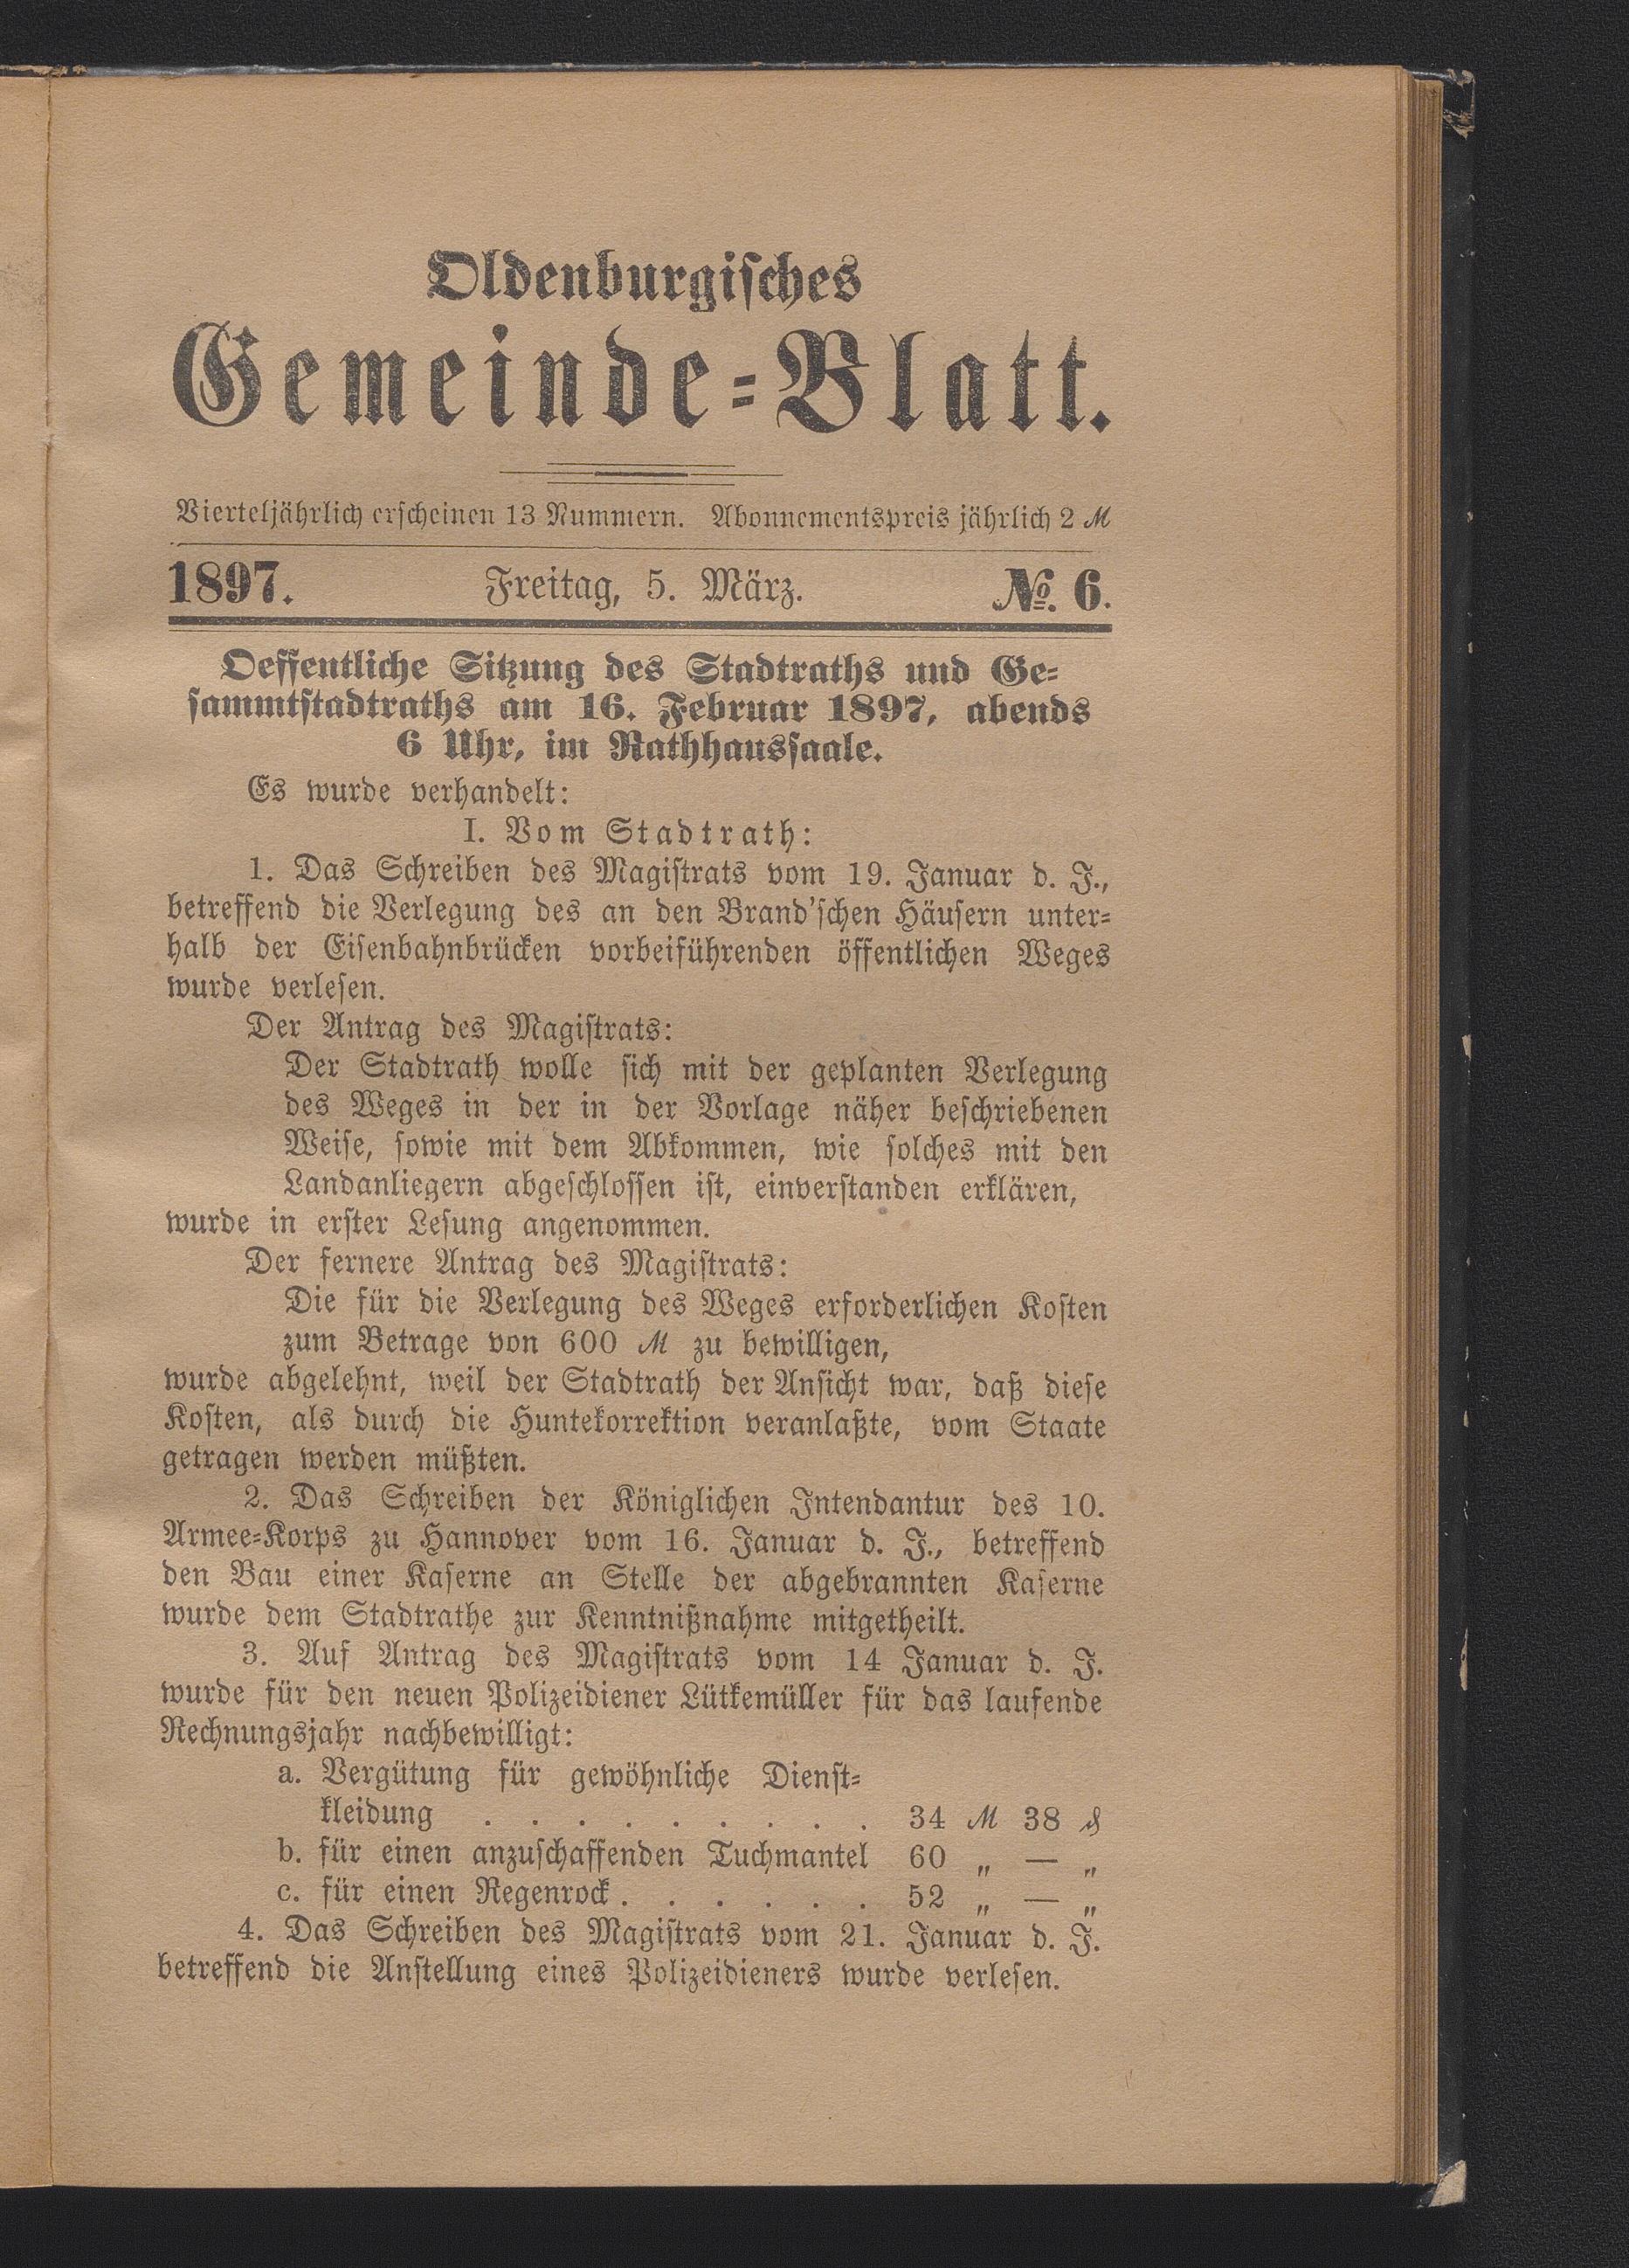 Oldenburgisches
Gemeinde-Blatt.
Vierteljährlich erscheinen 13 Nummern. Abonnementspreis jährlich 2 ℳ
1897. Freitag, 5. März. №. 6.
Oeffentliche Sitzung des Stadtraths und Ge-
sammtstadtraths am 16. Februar 1897, abends
6 Uhr, im Rathhaussaale.
Es wurde verhandelt:
I. Vom Stadtrath:
1. Das Schreiben des Magistrats vom 19. Januar d. J.,
betreffend die Verlegung des an den Brand'schen Häusern unter-
halb der Eisenbahnbrücken vorbeiführenden öffentlichen Weges
wurde verlesen.
Der Antrag des Magistrats:
Der Stadtrath wolle sich mit der geplanten Verlegung
des Weges in der in der Vorlage näher beschriebenen
Weise, sowie mit dem Abkommen, wie solches mit den
Landanliegern abgeschlossen ist, einverstanden erklären,
wurde in erster Lesung angenommen.
Der fernere Antrag des Magistrats:
Die für die Verlegung des Weges erforderlichen Kosten
zum Betrage von 600 ℳ zu bewilligen,
wurde abgelehnt, weil der Stadtrath der Ansicht war, daß diese
Kosten, als durch die Huntekorrektion veranlaßte, vom Staate
getragen werden müßten.
2. Das Schreiben der Königlichen Intendantur des 10.
Armee-Korps zu Hannover vom 16. Januar d. J., betreffend
den Bau einer Kaserne an Stelle der abgebrannten Kaserne
wurde dem Stadtrathe zur Kenntnißnahme mitgetheilt.
3. Auf Antrag des Magistrats vom 14 Januar d. J.
wurde für den neuen Polizeidiener Lütkemüller für das laufende
Rechnungsjahr nachbewilligt:
a. Vergütung für gewöhnliche Dienst-
kleidung . . . . . . . . . 34 ℳ 38 ₰
b. für einen anzuschaffenden Tuchmantel 60 „ — „
c. für einen Regenrock . . . . . . 52 „ — „
4. Das Schreiben des Magistrats vom 21. Januar d. J.
betreffend die Anstellung eines Polizeidieners wurde verlesen.